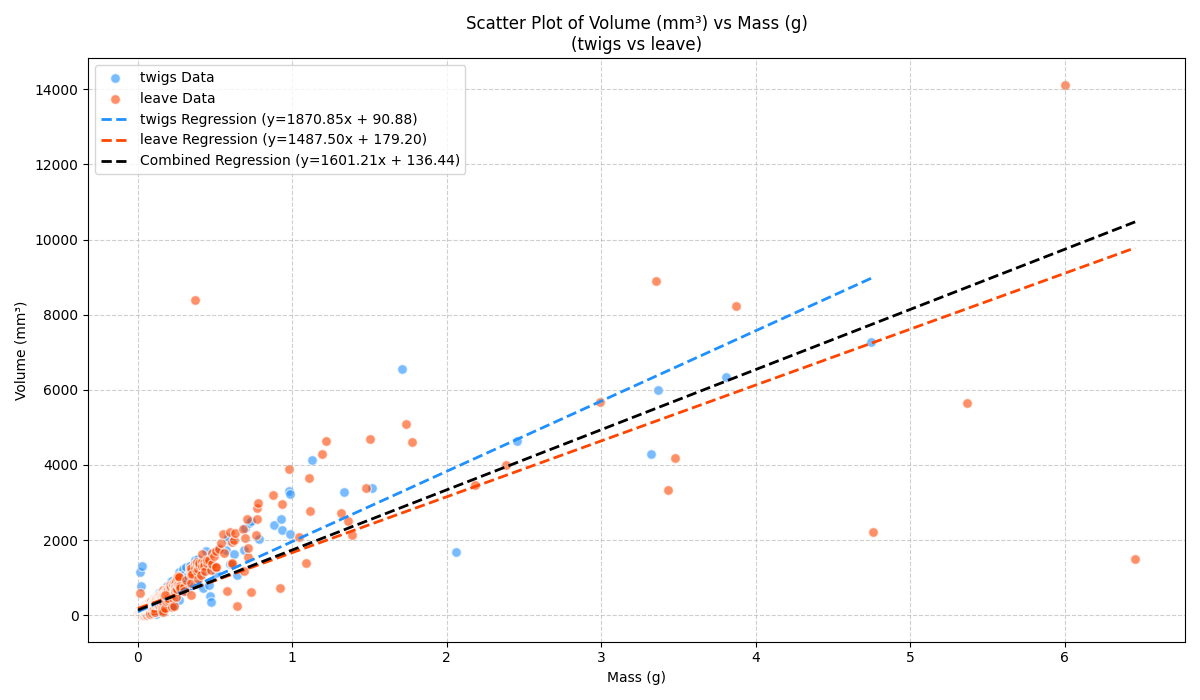 Scatter Plot of Volume (mm³) vs Mass (g)
(twigs vs leave)
twigs Data
leave Data
twigs Regression (y=1870.85x + 90.88)
leave Regression (y=1487.50x + 179.20)
Combined Regression (y=1601.21x + 136.44)
Volume (mm³)
14000
12000
10000
8000
6000
4000
2000
0
0 1 2 3 4 5 6
Mass (g)